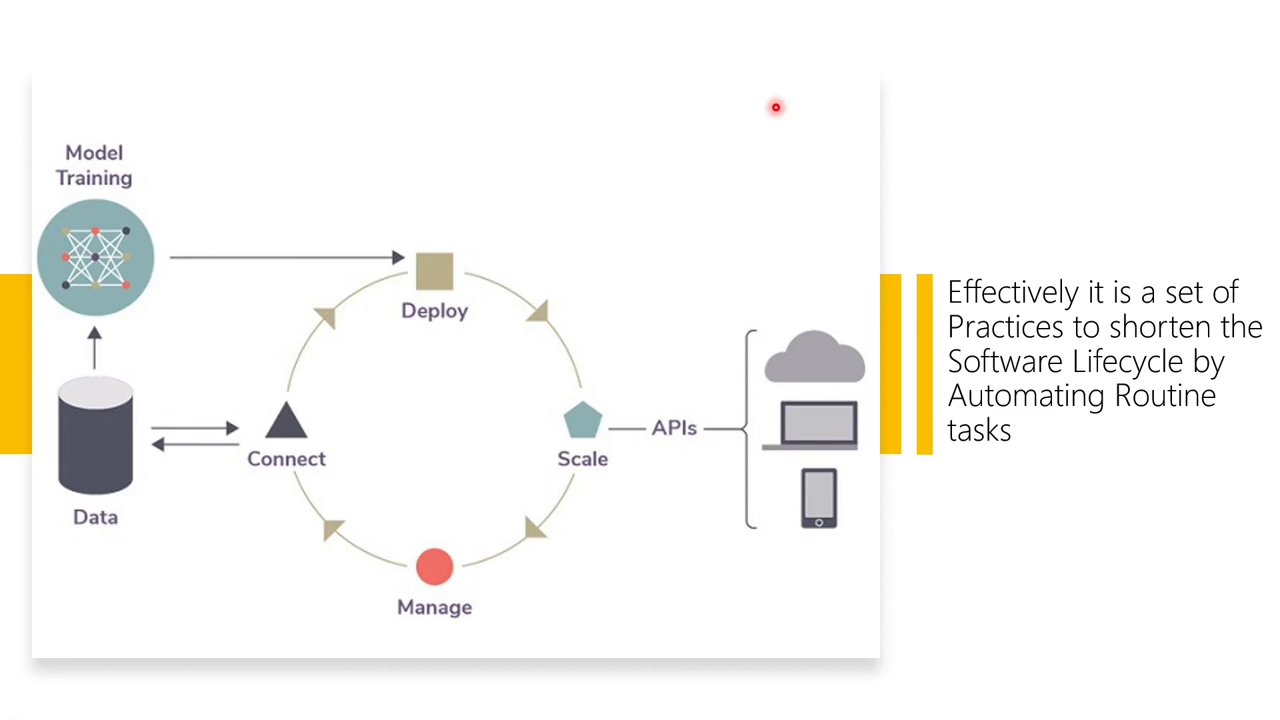 Model
Training
Deploy
Connect
Scale
APIs
Data
Manage
Effectively it is a set of
Practices to shorten the
Software Lifecycle by
Automating Routine
tasks